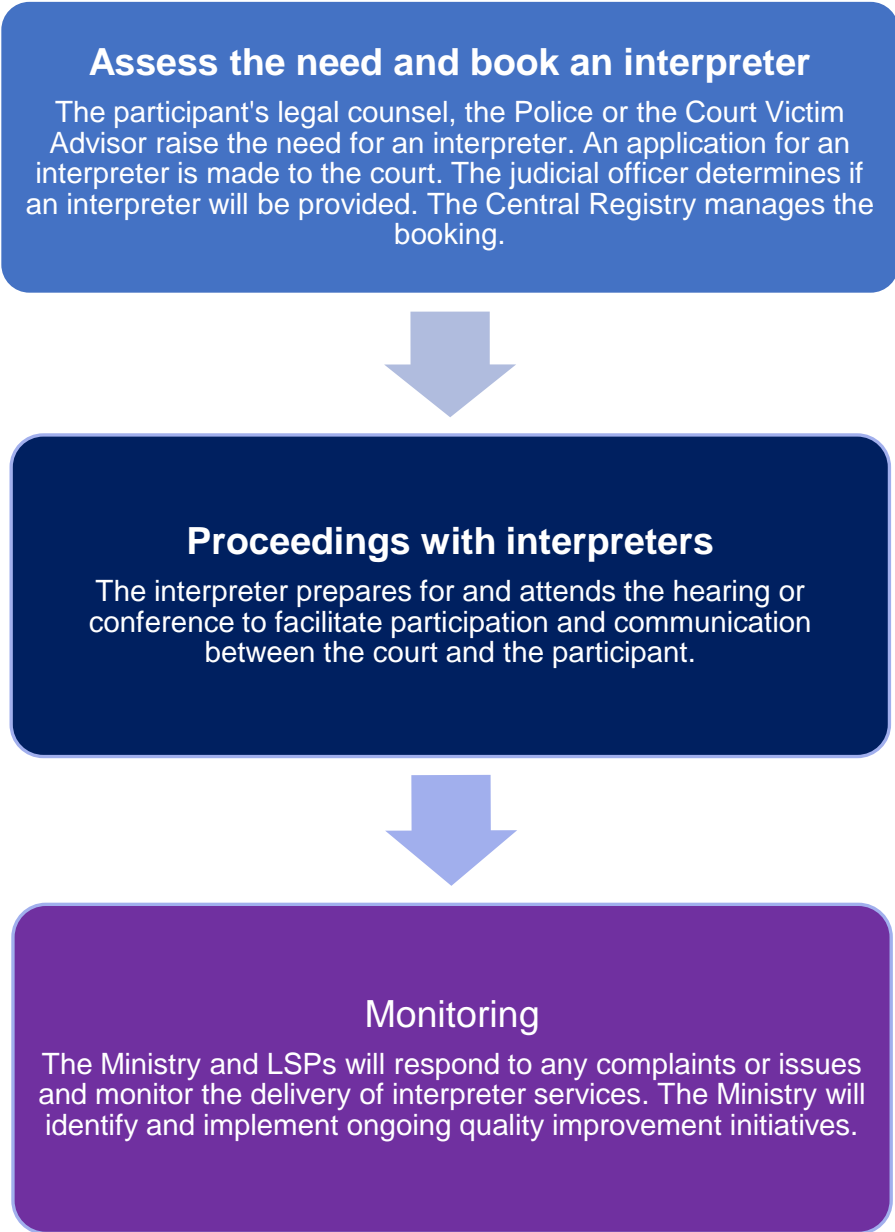 Assess the need and book an interpreter
The participant's legal counsel, the Police or the Court Victim
Advisor raise the need for an interpreter. An application for an
interpreter is made to the court. The judicial officer determines if
an interpreter will be provided. The Central Registry manages the
booking.
Proceedings with interpreters
The interpreter prepares for and attends the hearing or
conference to facilitate participation and communication
between the court and the participant.
Monitoring
The Ministry and LSPs will respond to any complaints or issues
and monitor the delivery of interpreter services. The Ministry will
identify and implement ongoing quality improvement initiatives.